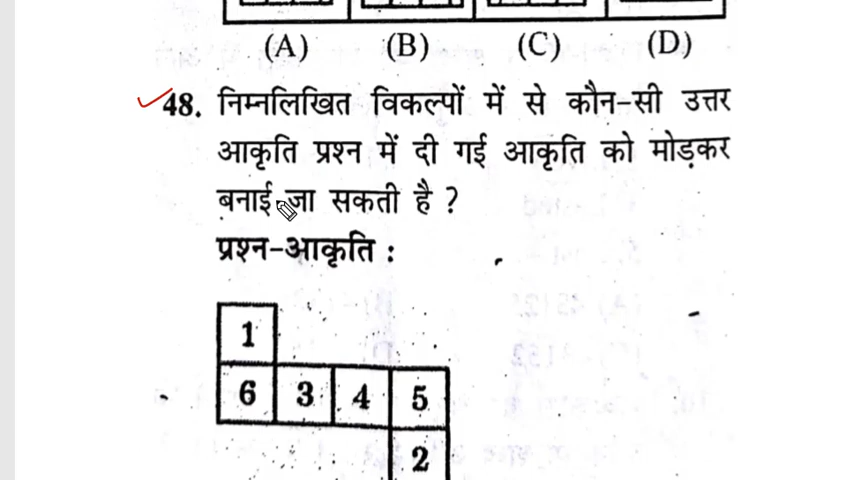 (A) (B) (C) (D)
48. निम्नलिखित विकल्पों में से कौन-सी उत्तर
आकृति प्रश्न में दी गई आकृति को मोड़कर
बनाई जा सकती है ?
प्रश्न-आकृति :
1
6 3 4 5
2